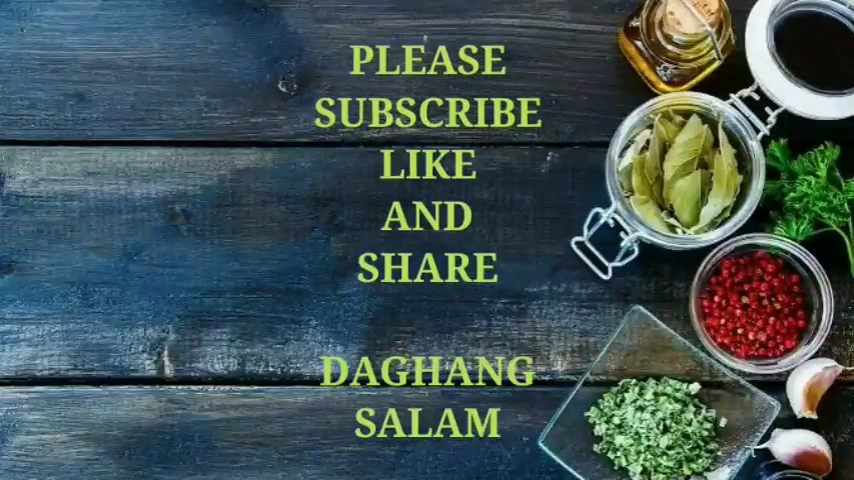 PLEASE
SUBSCRIBE
LIKE
AND
SHARE
DAGHANG
SALAM